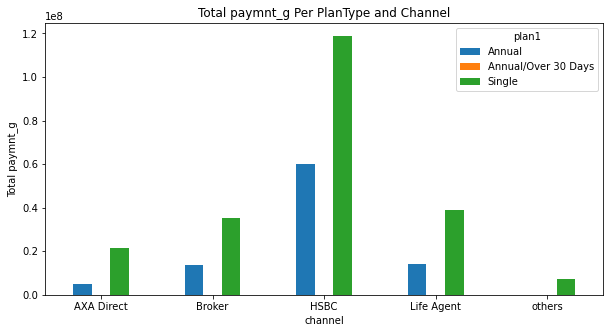 Total paymnt_g Per PlanType and Channel
1e8
plan1
Annual
Annual/Over 30 Days
Single
1.2
1.0
0.8
0.6
0.4
0.2
0.0
Total paymnt_g
AXA Direct
Broker
HSBC
Life Agent
others
channel